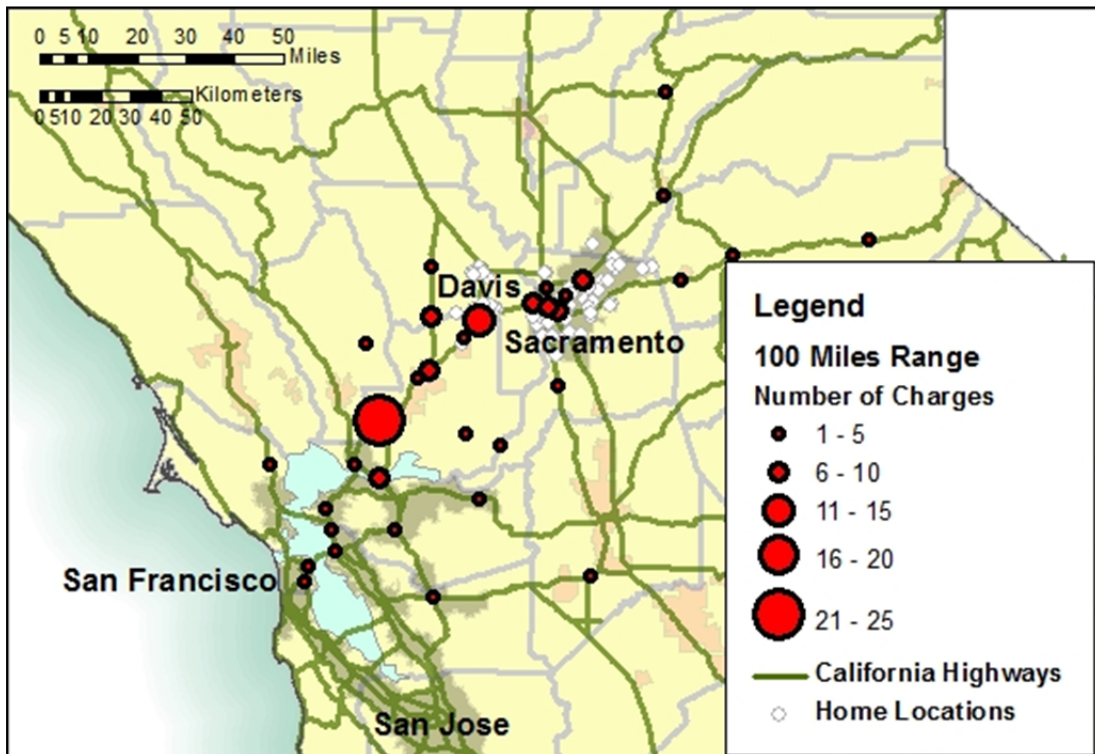 0 5 10 20 30 40 50
Miles
Kilometers
0 510 20 30 40 50
Davis
Sacramento
San Francisco
San Jose
Legend
100 Miles Range
Number of Charges
1 - 5
6 - 10
11 - 15
16 - 20
21 - 25
California Highways
Home Locations